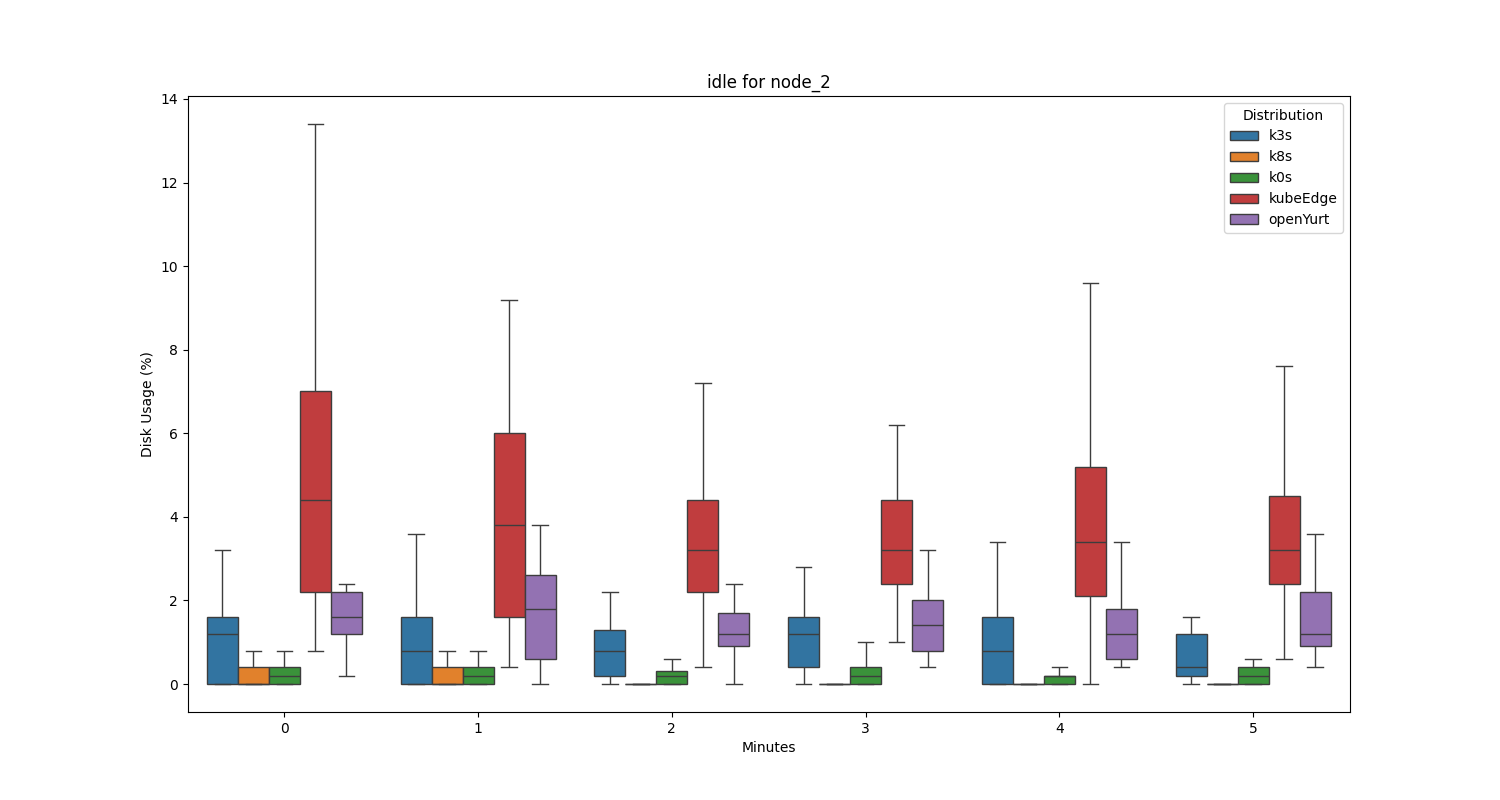 idle for node_2
Disk Usage (%)
14
12
10
8
6
4
2
0
0 1 2 3 4 5
Minutes
Distribution
k3s
k8s
k0s
kubeEdge
openYurt